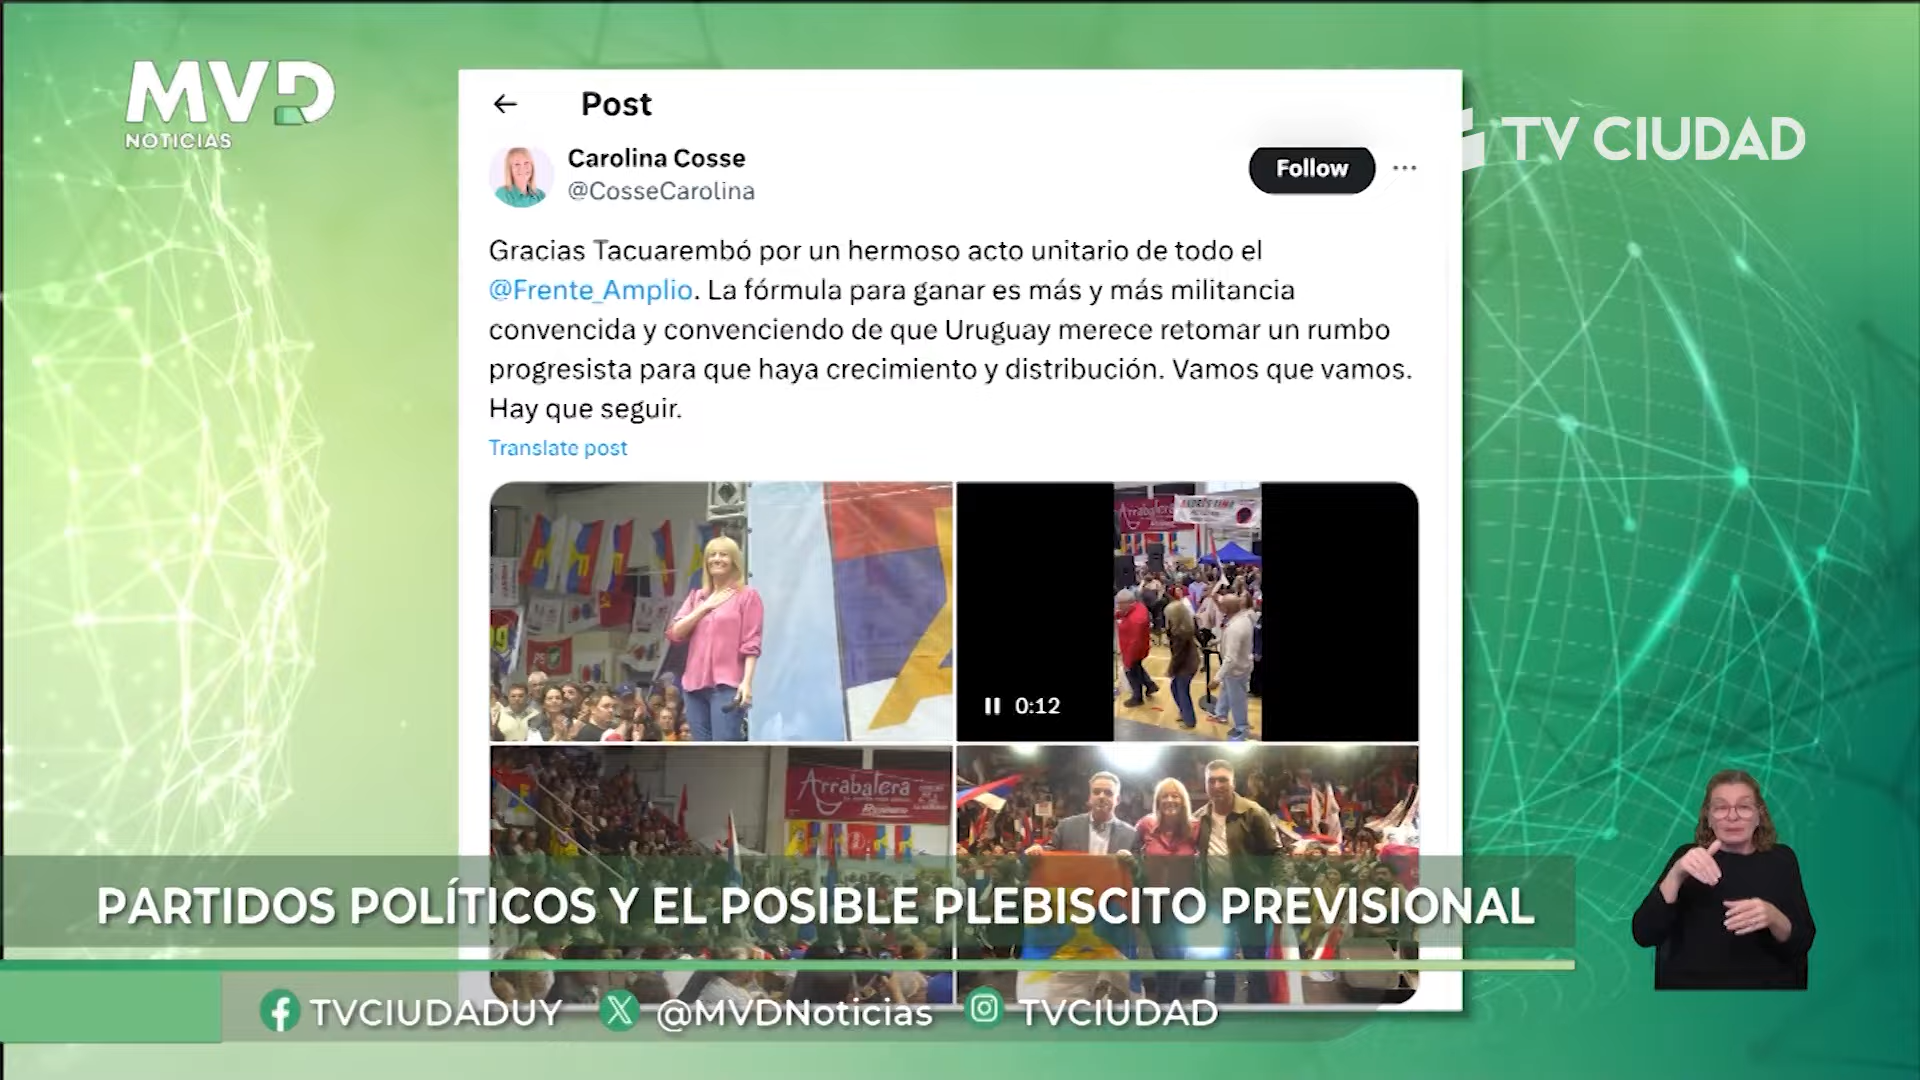 MVD
NOTICIAS
TV CIUDAD
Post
Carolina Cosse
@CosseCarolina
Follow
Gracias Tacuarembó por un hermoso acto unitario de todo el
@Frente_Amplio. La fórmula para ganar es más y más militancia
convencida y convenciendo de que Uruguay merece retomar un rumbo
progresista para que haya crecimiento y distribución. Vamos que vamos.
Hay que seguir.
Translate post
Arrabalera
0:12
Arrabalera
PARTIDOS POLÍTICOS Y EL POSIBLE PLEBISCITO PREVISIONAL
TVCIUDADUY @MVDNoticias TVCIUDAD